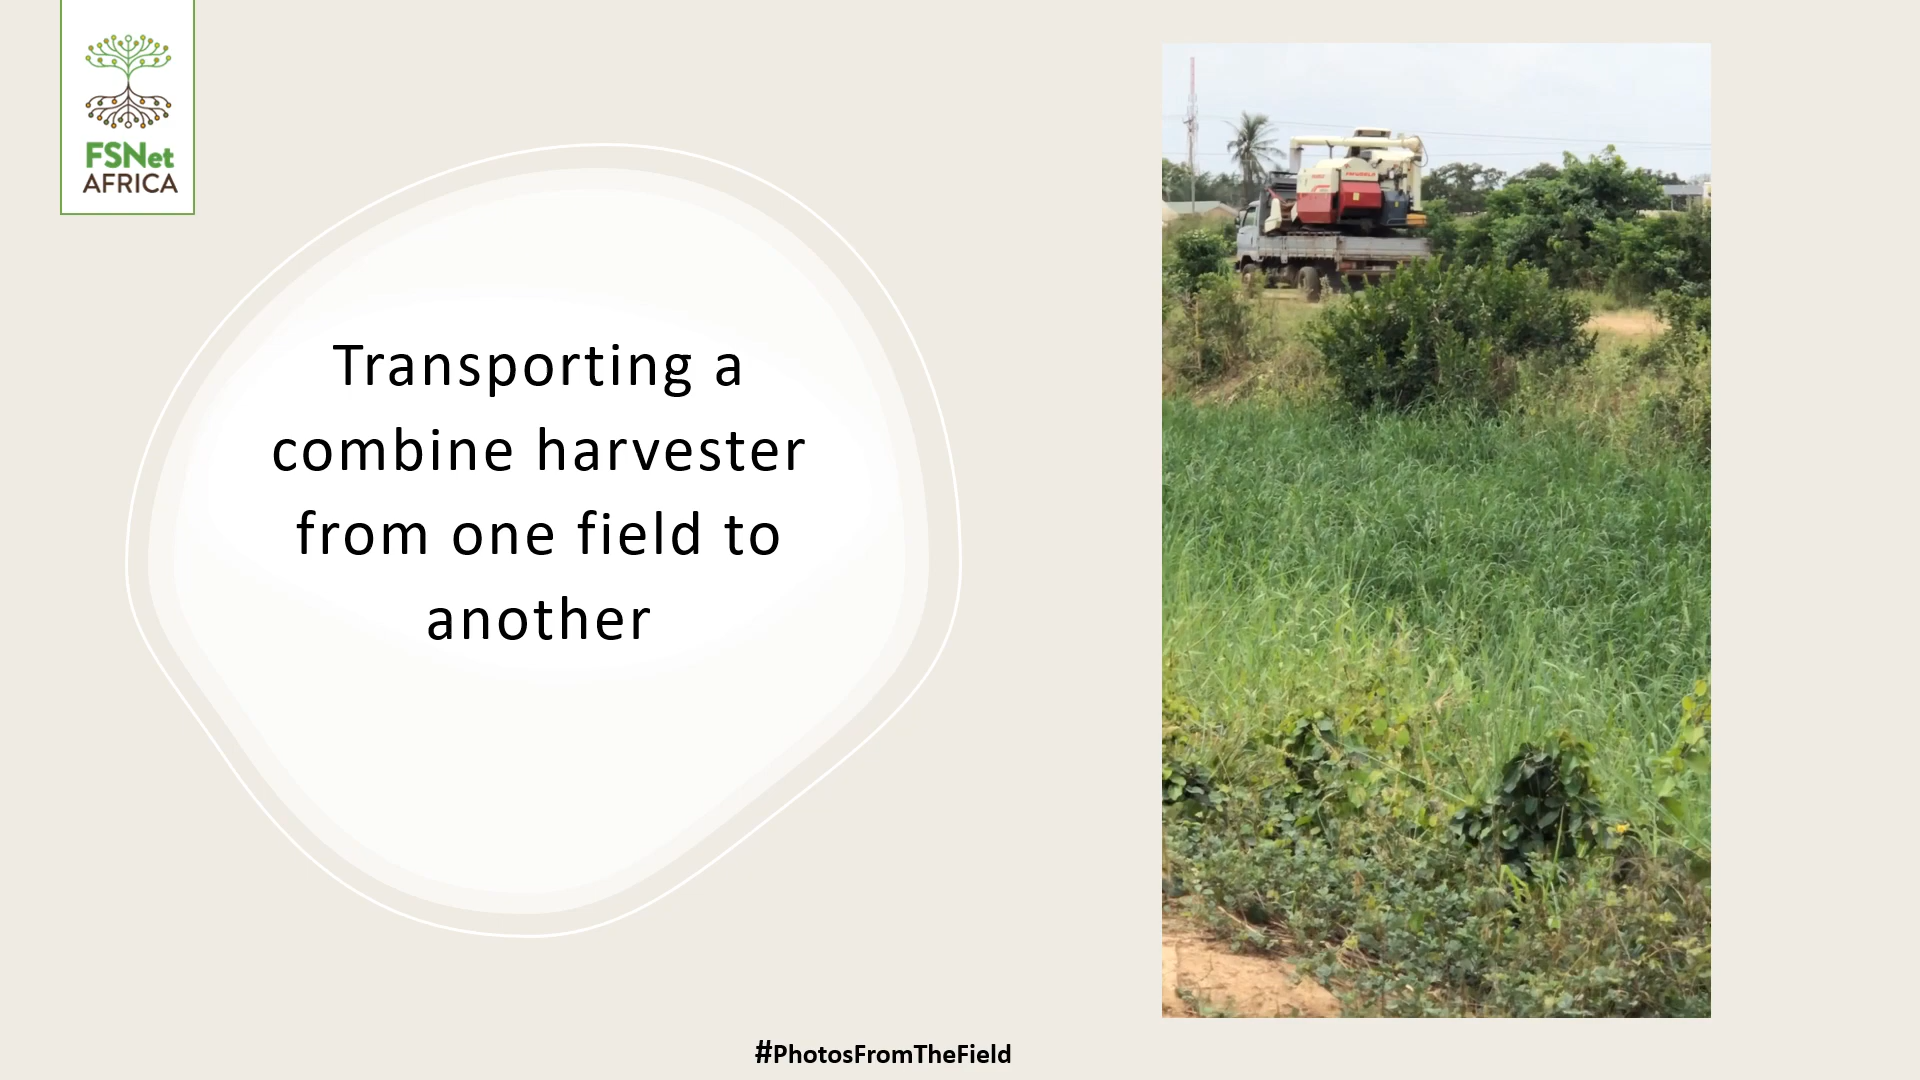 FSNet
AFRICA
Transporting a
combine harvester
from one field to
another
#PhotosFromTheField